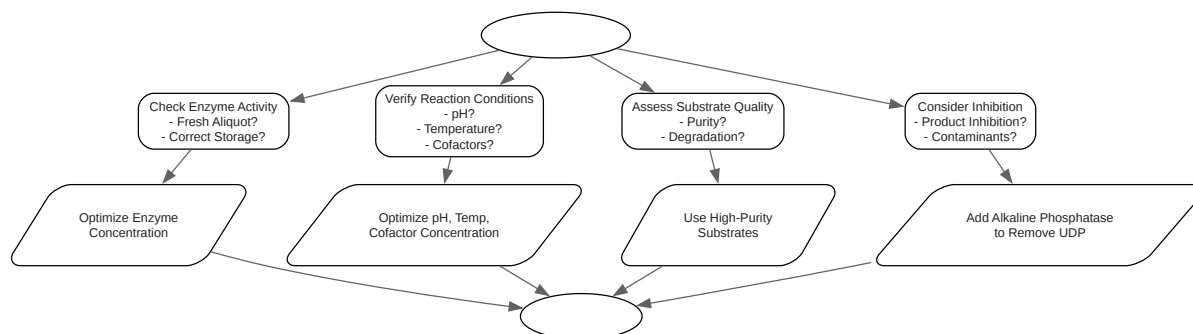 Check Enzyme Activity
- Fresh Aliquot?
- Correct Storage?
Verify Reaction Conditions
- pH?
- Temperature?
- Cofactors?
Assess Substrate Quality
- Purity?
- Degradation?
Consider Inhibition
- Product Inhibition?
- Contaminants?
Optimize Enzyme
Concentration
Optimize pH, Temp,
Cofactor Concentration
Use High-Purity
Substrates
Add Alkaline Phosphatase
to Remove UDP